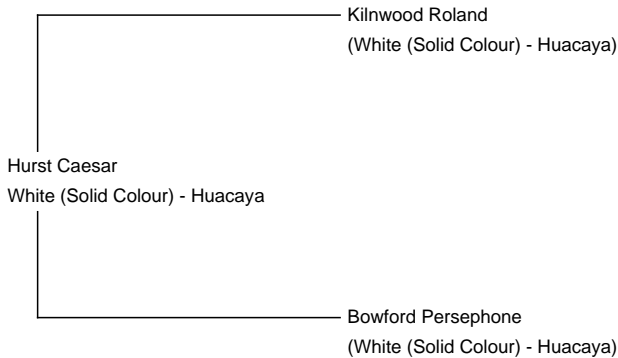 Kilnwood Roland
(White (Solid Colour) - Huacaya)
Hurst Caesar
White (Solid Colour) - Huacaya
Bowford Persephone
(White (Solid Colour) - Huacaya)